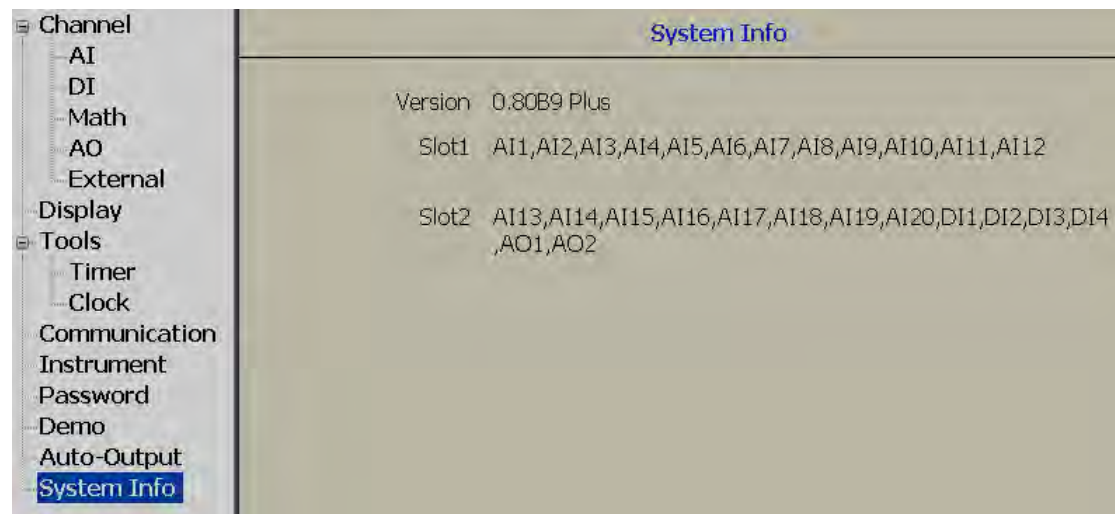 Channel
AI
DI
Math
AO
External
Display
Tools
Timer
Clock
Communication
Instrument
Password
Demo
Auto-Output
System Info
System Info
Version 0.80B9 Plus
Slot1 AI1,AI2,AI3,AI4,AI5,AI6,AI7,AI8,AI9,AI10,AI11,AI12
Slot2 AI13,AI14,AI15,AI16,AI17,AI18,AI19,AI20,DI1,DI2,DI3,DI4
,AO1,AO2